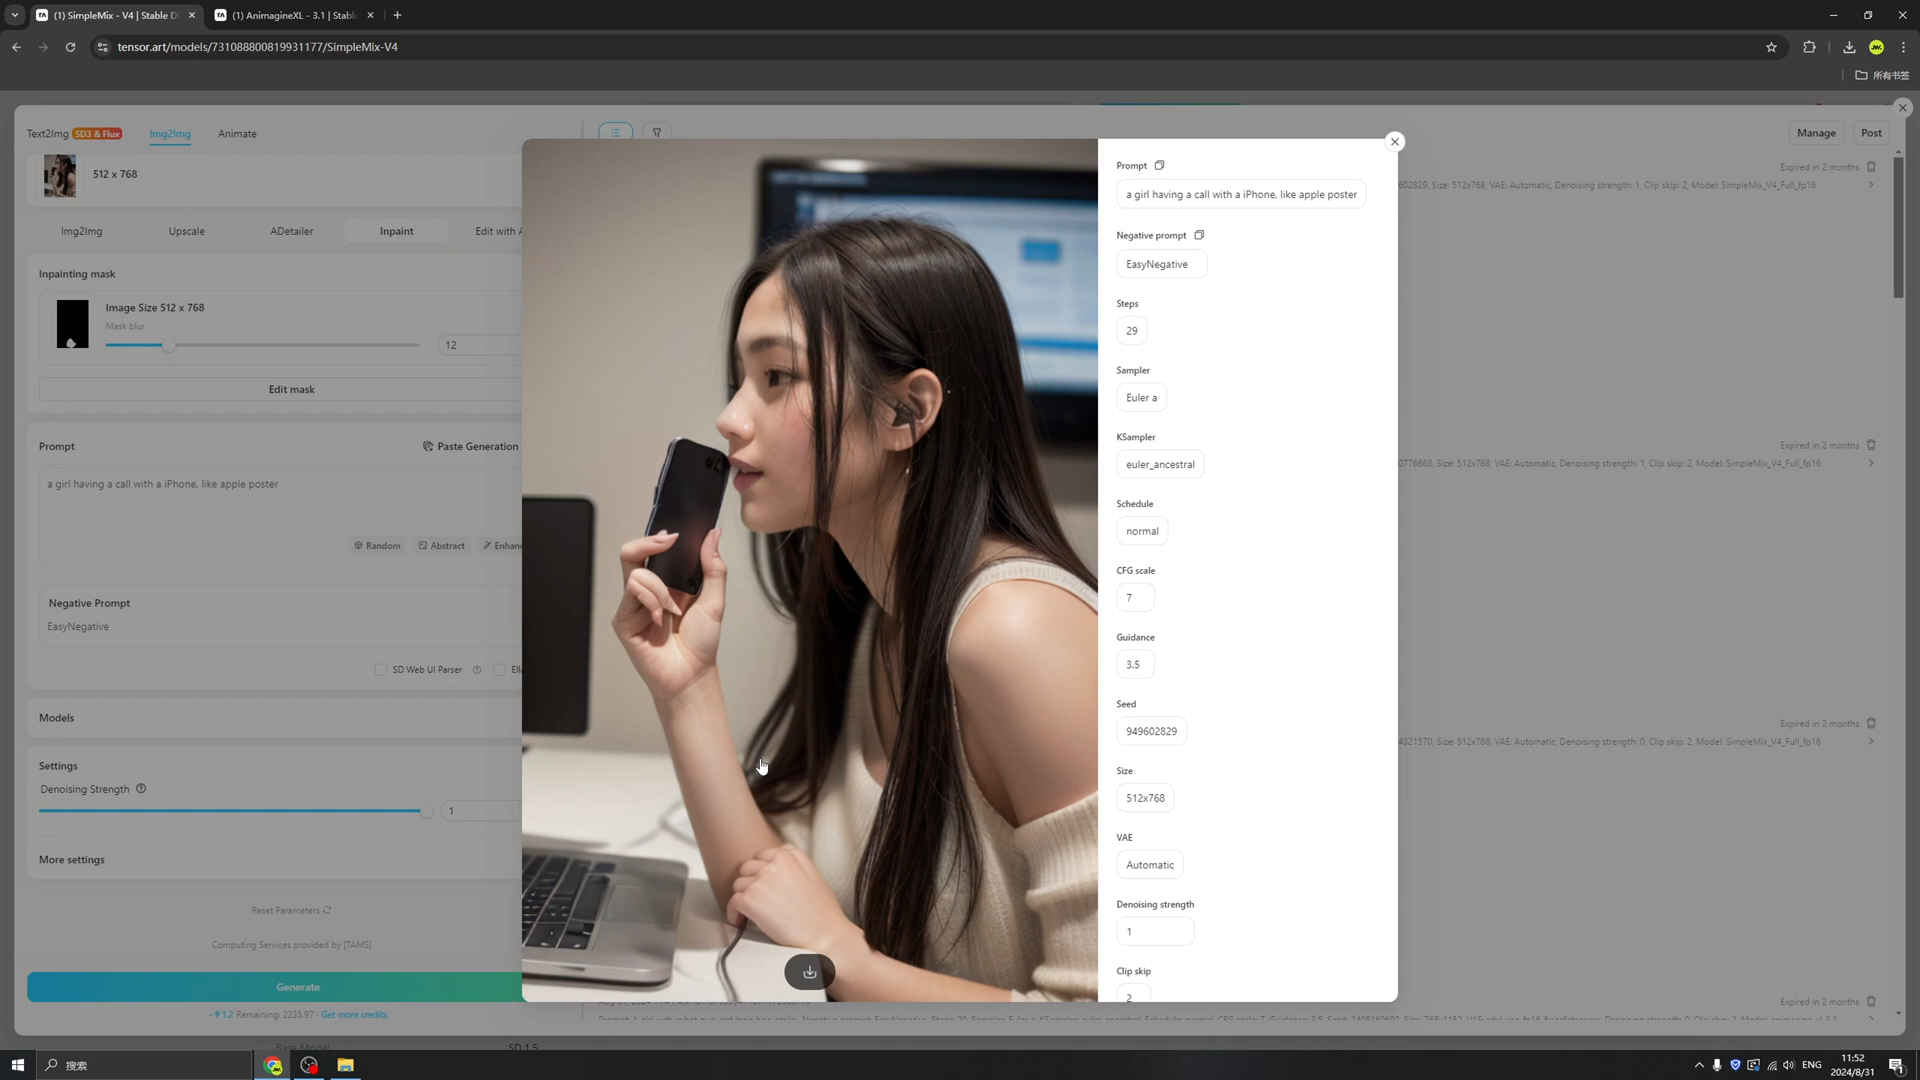 (1) SimpleMix - V4 | Stable D
(1) AnimagineXL - 3.1 | Stabl
tensor.art/models/731088800819931177/SimpleMix-V4
所有书签
Text2Img SD3 & Flux
Img2Img
Animate
Manage
Post
512 x 768
Img2Img
Upscale
ADetailer
Inpaint
Edit with A
Inpainting mask
Image Size 512 x 768
Mask blur
12
Edit mask
Prompt
Paste Generation
a girl having a call with a iPhone, like apple poster
Random
Abstract
Enhan
Negative Prompt
EasyNegative
SD Web UI Parser
Ella
Models
Settings
Denoising Strength
1
More settings
Reset Parameters
Computing Services provided by [TAMS]
Generate
1.2 Remaining: 2235.97 · Get more credits
Base Model
SD 1.5
Prompt
a girl having a call with a iPhone, like apple poster
Negative prompt
EasyNegative
Steps
29
Sampler
Euler a
KSampler
euler_ancestral
Schedule
normal
CFG scale
7
Guidance
3.5
Seed
949602829
Size
512x768
VAE
Automatic
Denoising strength
1
Clip skip
2
Expired in 2 months
602829, Size: 512x768, VAE: Automatic, Denoising strength: 1, Clip skip: 2, Model: SimpleMix_V4_Full_fp16
Expired in 2 months
0776668, Size: 512x768, VAE: Automatic, Denoising strength: 1, Clip skip: 2, Model: SimpleMix_V4_Full_fp16
Expired in 2 months
4321570, Size: 512x768, VAE: Automatic, Denoising strength: 0, Clip skip: 2, Model: SimpleMix_V4_Full_fp16
Expired in 2 months
搜索
ENG
11:52
2024/8/31